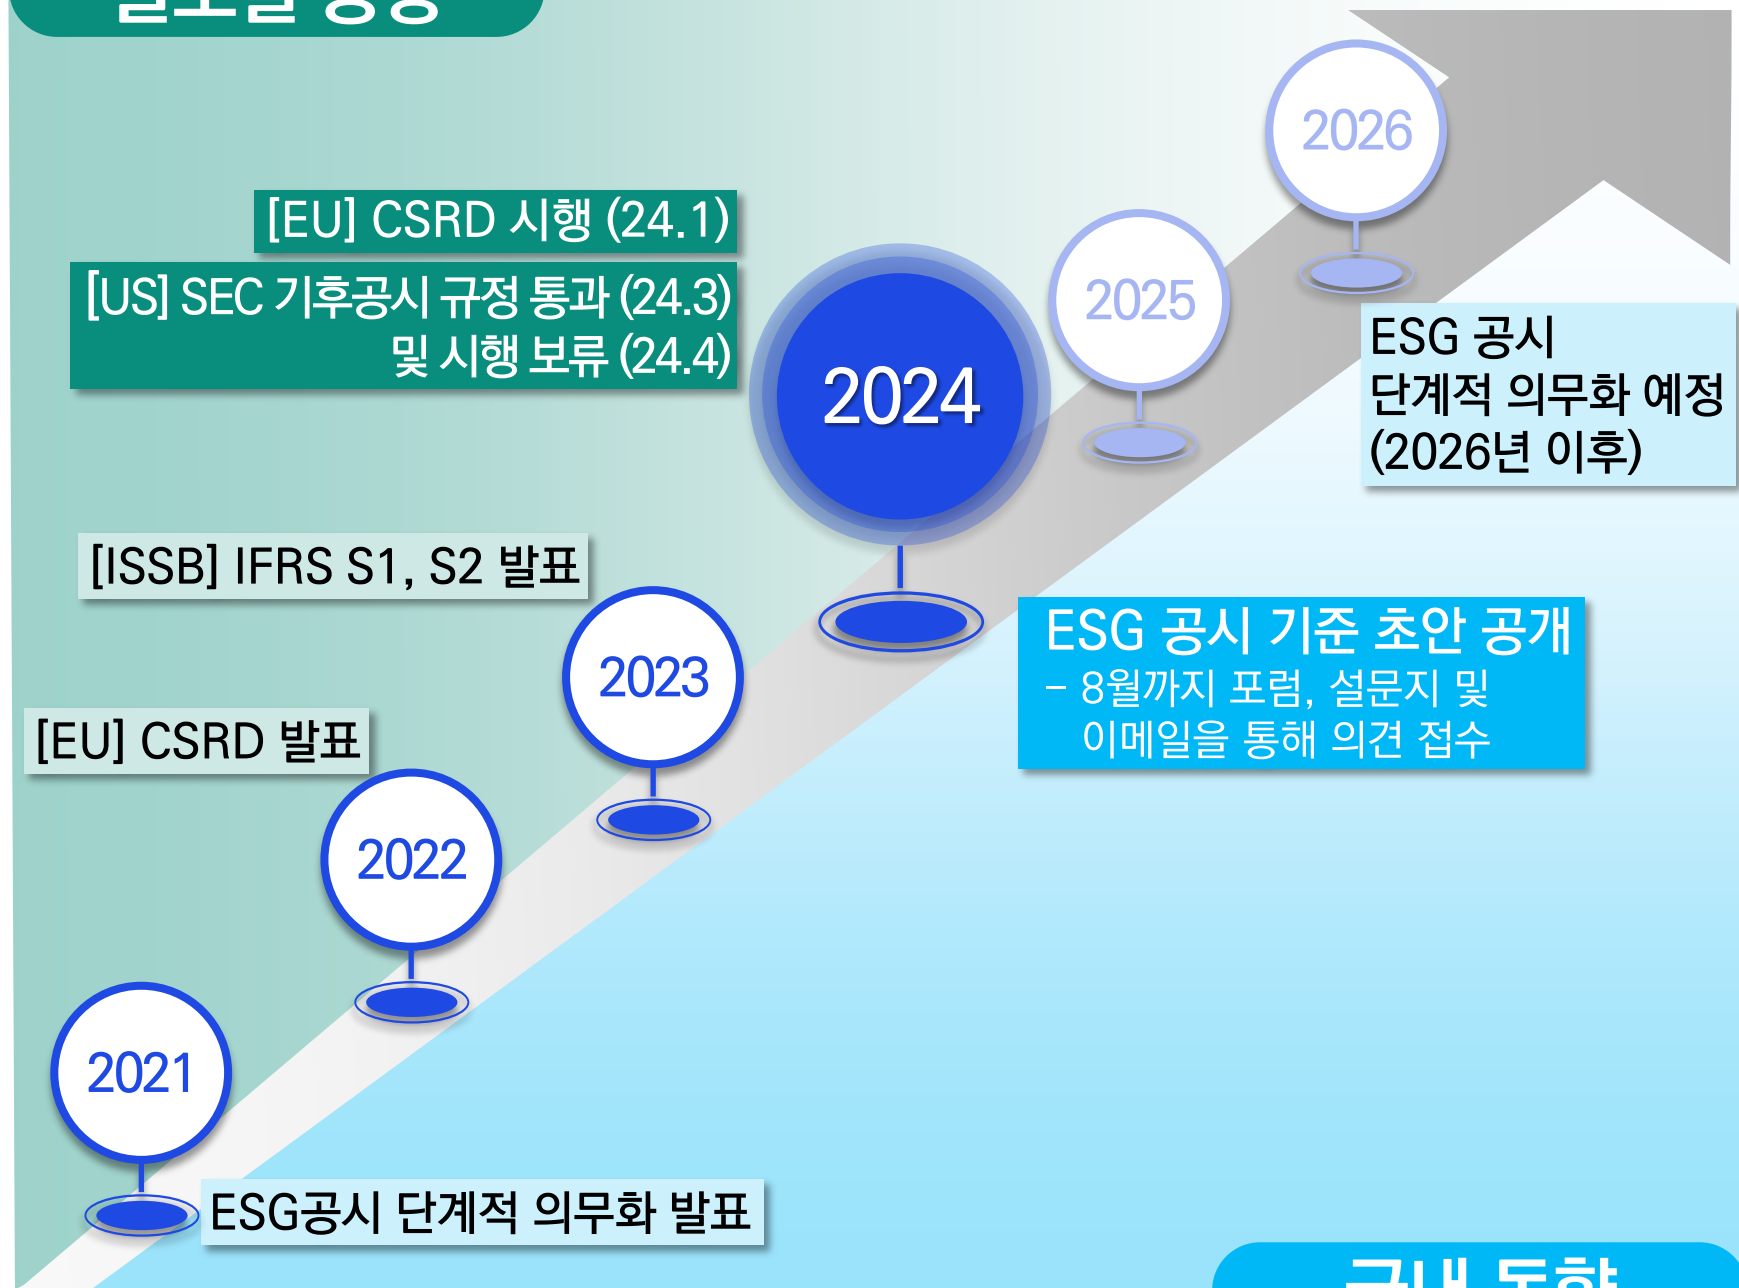 2026
[EU] CSRD 시행 (24.1)
[US] SEC 기후공시 규정 통과 (24.3)
및 시행 보류 (24.4)
2025
2024
ESG 공시
단계적 의무화 예정
(2026년 이후)
[ISSB] IFRS S1, S2 발표
2023
ESG 공시 기준 초안 공개
- 8월까지 포럼, 설문지 및
이메일을 통해 의견 접수
[EU] CSRD 발표
2022
2021
ESG공시 단계적 의무화 발표
국내 동향